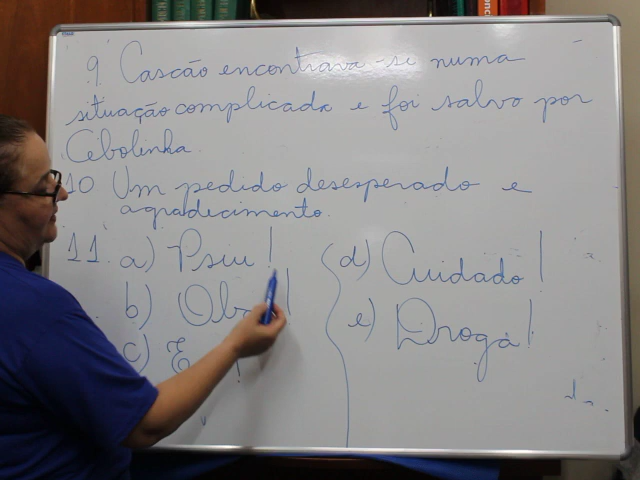 9 Cascão encontrava-se numa
situação complicada e foi salvo por
Cebolinha.
10 Um pedido desesperado e
agradecimento.
11. a) Psiu!
b)
c)
d) Cuidado!
e) Droga!